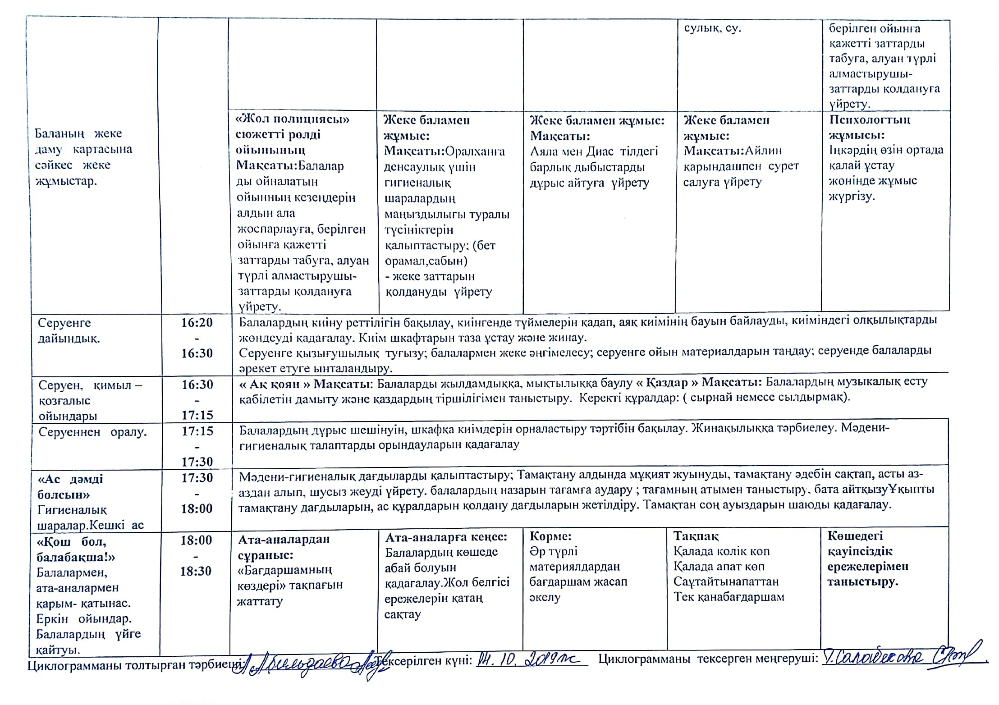 сулық, су.
берілген ойынға
қажетті заттарды
табуға, алуан түрлі
алмастырушы-
заттарды қолдануға
үйрету.
Баланың жеке
даму картасына
сәйкес жеке
жұмыстар.
«Жол полициясы»
сюжетті рөлді
ойынының
Мақсаты:Балалар
ды ойналатын
ойынның кезеңдерін
алдын ала
жоспарлауға, берілген
ойынға қажетті
заттарды табуға, алуан
түрлі алмастырушы-
заттарды қолдануға
үйрету.
Жеке баламен
жұмыс:
Мақсаты:Оралханға
денсаулық үшін
гигиеналық
шаралардың
маңыздылығы туралы
түсініктерін
қалыптастыру; (бет
орамал,сабын)
- жеке заттарын
қолдануды үйрету
Жеке баламен жұмыс:
Мақсаты:
Аяла мен Диас тілдегі
барлық дыбыстарды
дұрыс айтуға үйрету
Жеке баламен
жұмыс:
Мақсаты:Айлин
қарындашпен сурет
салуға үйрету
Психологтың
жұмысы:
Іңкәрдің өзін ортада
қалай ұстау
жөнінде жұмыс
жүргізу.
Серуенге
дайындық.
16:20
-
16:30
Балалардың киіну реттілігін бақылау, киінгенде түймелерін қадап, аяқ киімінің бауын байлауды, киіміндегі олқылықтарды
жөндеуді қадағалау. Киім шкафтарын таза ұстау және жинау.
Серуенге қызығушылық туғызу; балалармен жеке әңгімелесу; серуенге ойын материалдарын таңдау; серуенде балаларды
әрекет етуге ынталандыру.
Серуен, қимыл –
қозғалыс
ойындары
16:30
-
17:15
« Ақ қоян » Мақсаты: Балаларды жылдамдыққа, мықтылыққа баулу « Қаздар » Мақсаты: Балалардың музыкалық есту
қабілетін дамыту және қаздардың тіршілігімен таныстыру. Керекті құралдар: ( сырнай немесе сылдырмақ).
Серуеннен оралу.
17:15
-
17:30
Балалардың дұрыс шешінуін, шкафқа киімдерін орналастыру тәртібін бақылау. Жинақылыққа тәрбиелеу. Мәдени-
гигиеналық талаптарды орындауларын қадағалау
«Ас дәмді
болсын»
Гигиеналық
шаралар.Кешкі ас
17:30
-
18:00
Мәдени-гигиеналық дағдыларды қалыптастыру; Тамақтану алдында мұқият жуынуды, тамақтану әдебін сақтап, асты аз-
аздан алып, шусыз жеуді үйрету. балалардың назарын тағамға аудару ; тағамның атымен таныстыру, бата айтқызуҰқыпты
тамақтану дағдыларын, ас құралдарын қолдану дағдыларын жетілдіру. Тамақтан соң ауыздарын шаюды қадағалау.
«Қош бол,
балабақша!»
Балалармен,
ата-аналармен
қарым- қатынас.
Еркін ойындар.
Балалардың үйге
қайтуы.
18:00
-
18:30
Ата-аналардан
сұраныс:
«Бағдаршамның
көздері» тақпағын
жаттату
Ата-аналарға кеңес:
Балалардың көшеде
абай болуын
қадағалау.Жол белгісі
ережелерін қатаң
сақтау
Көрме:
Әр түрлі
материялдардан
бағдаршам жасап
әкелу
Тақпақ
Қалада көлік көп
Қалада апат көп
Саұтайтынапаттан
Тек қанабағдаршам
Көшедегі
қауіпсіздік
ережелерімен
таныстыру.
Циклограмманы толтырған тәрбиеші: Тексерілген күні: 14. 10. 2019ж Циклограмманы тексерген меңгеруші: